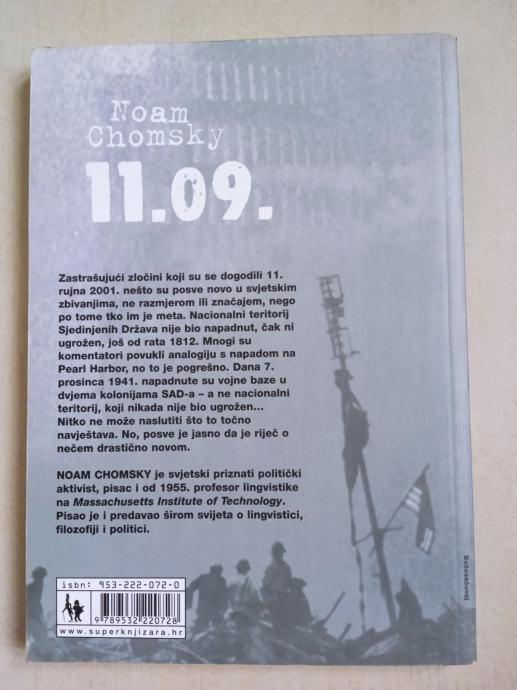 Noam
Chomsky
11.09.
Zastrašujući zločini koji su se dogodili 11.
rujna 2001. nešto su posve novo u svjetskim
zbivanjima, ne razmjerom ili značajem, nego
po tome tko im je meta. Nacionalni teritorij
Sjedinjenih Država nije bio napadnut, čak ni
ugrožen, još od rata 1812. Mnogi su
komentatori povukli analogiju s napadom na
Pearl Harbor, no to je pogrešno. Dana 7.
prosinca 1941. napadnute su vojne baze u
dvjema kolonijama SAD-a – a ne nacionalni
teritorij, koji nikada nije bio ugrožen...
Nitko ne može naslutiti što to točno
navještava. No, posve je jasno da je riječ o
nečem drastično novom.
NOAM CHOMSKY je svjetski priznati politički
aktivist, pisac i od 1955. profesor lingvistike
na Massachusetts Institute of Technology.
Pisao je i predavao širom svijeta o lingvistici,
filozofiji i politici.
isbn: 953-222-072-0
9 789532 220728
www.superknjizara.hr